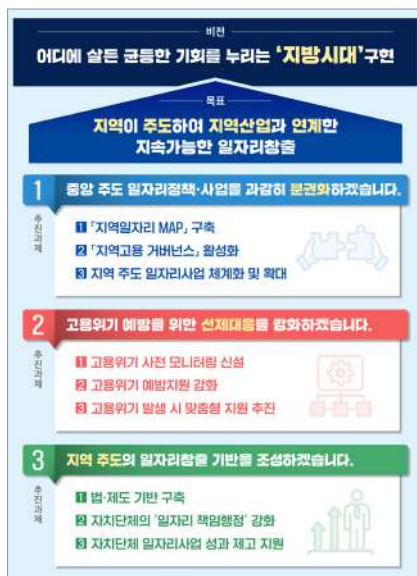 비전
어디에 살든 균등한 기회를 누리는 '지방시대' 구현
목표
지역이 주도하여 지역산업과 연계한
지속가능한 일자리창출
1 중앙 주도 일자리정책·사업을 과감히 분권화하겠습니다.
추진과제
1 「지역일자리 MAP」 구축
2 「지역고용 거버넌스」 활성화
3 지역 주도 일자리사업 체계화 및 확대
2 고용위기 예방을 위한 선제대응을 강화하겠습니다.
추진과제
1 고용위기 사전 모니터링 신설
2 고용위기 예방지원 강화
3 고용위기 발생 시 맞춤형 지원 추진
3 지역 주도의 일자리창출 기반을 조성하겠습니다.
추진과제
1 법·제도 기반 구축
2 자치단체의 '일자리 책임행정' 강화
3 자치단체 일자리사업 성과 제고 지원